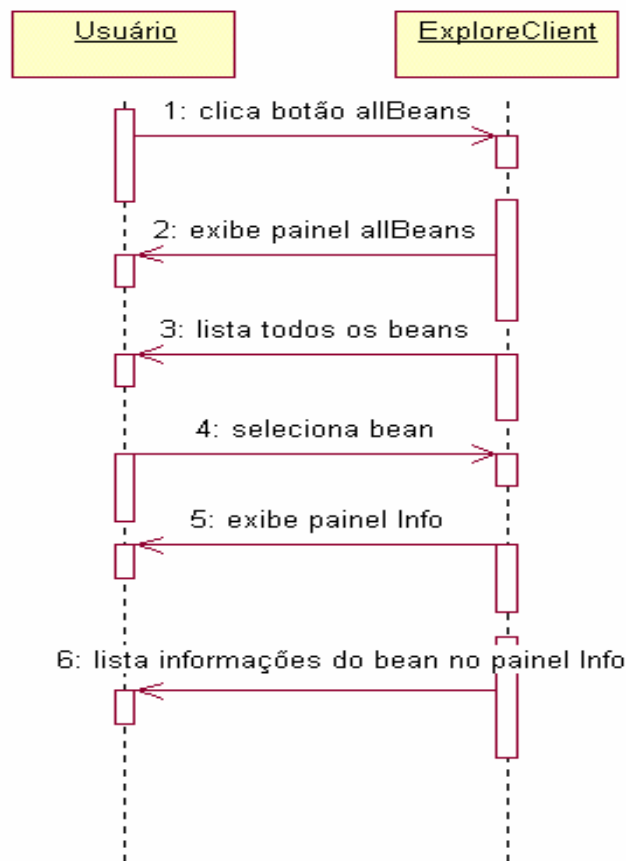 Usuário
ExploreClient
1: clica botão allBeans
2: exibe painel allBeans
3: lista todos os beans
4: seleciona bean
5: exibe painel Info
6: lista informações do bean no painel Info